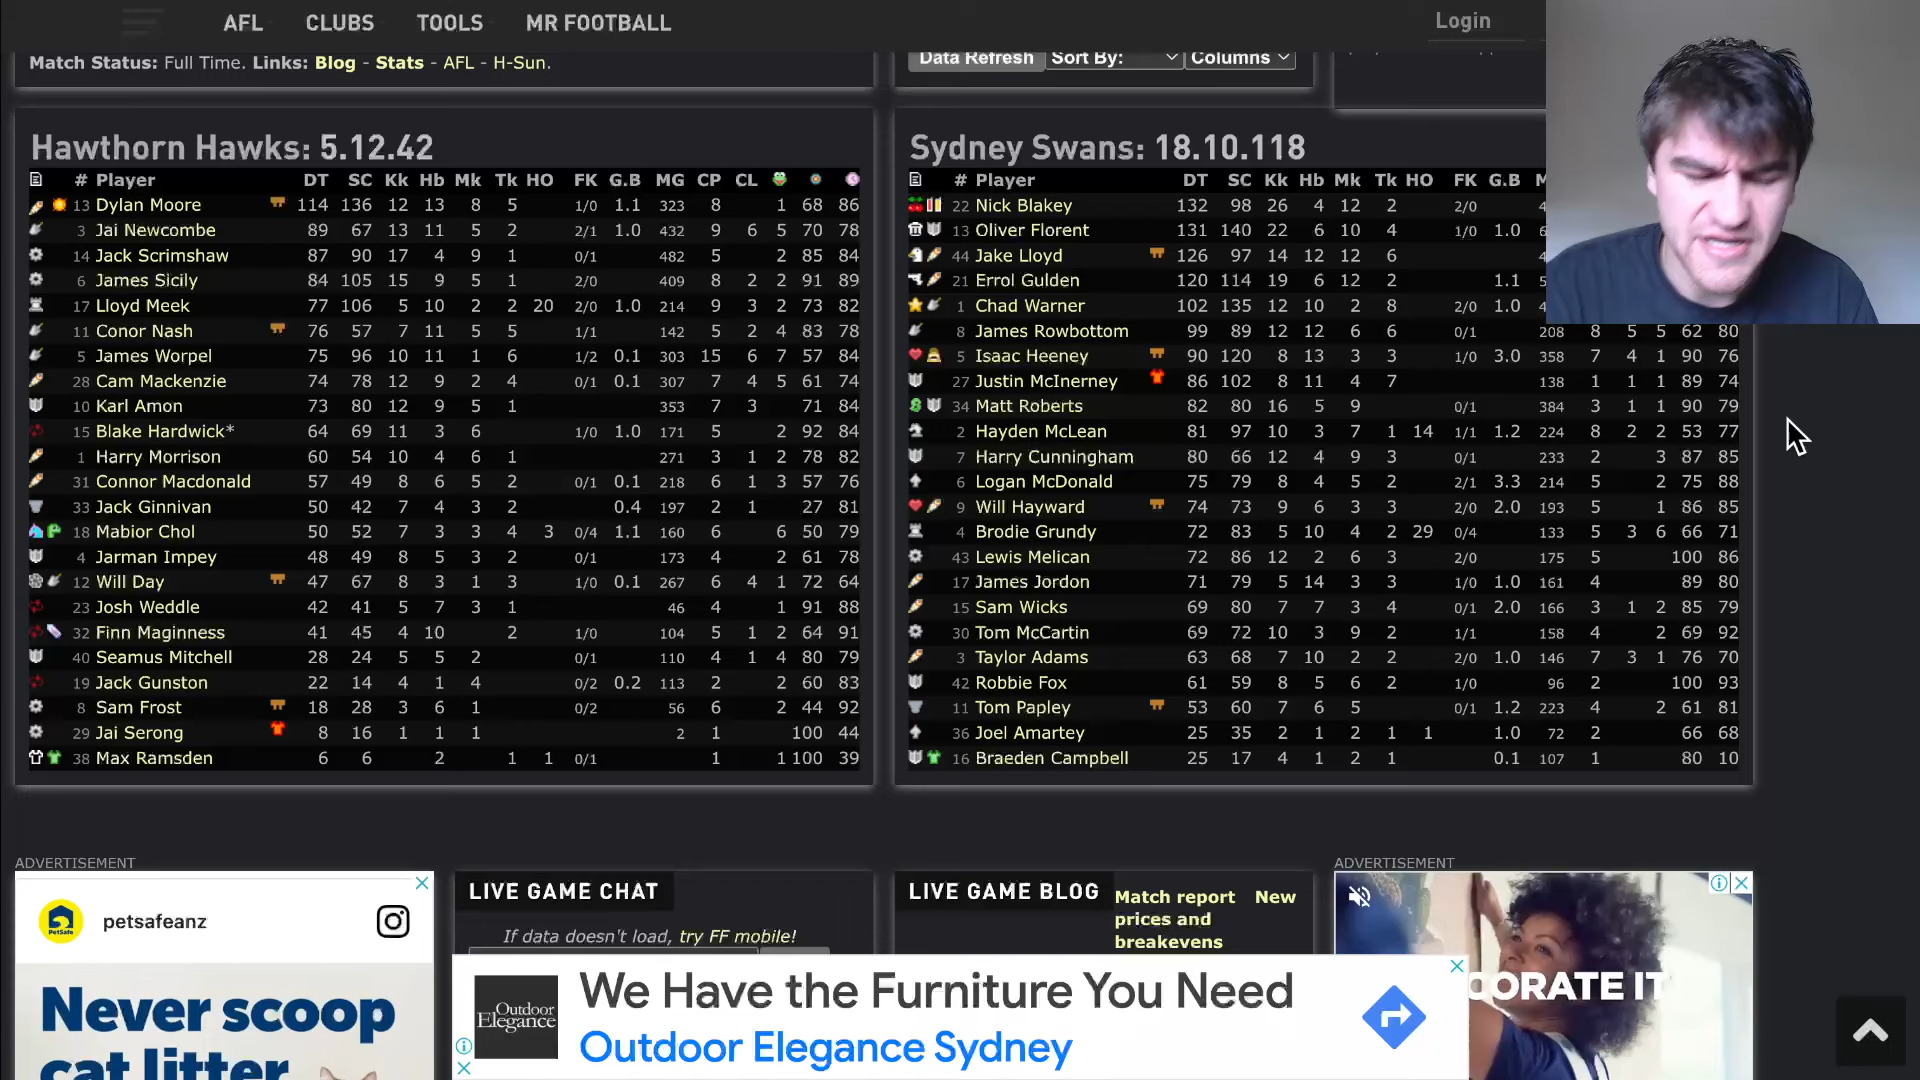 AFL CLUBS TOOLS MR FOOTBALL Login
Match Status: Full Time. Links: Blog - Stats - AFL - H-Sun.
Data Refresh Sort By: Columns
Hawthorn Hawks: 5.12.42
# Player DT SC Kk Hb Mk Tk HO FK G.B MG CP CL
13 Dylan Moore 114 136 12 13 8 5 1/0 1.1 323 8 1 68 86
3 Jai Newcombe 89 67 13 11 5 2 2/1 1.0 432 9 6 5 70 78
14 Jack Scrimshaw 87 90 17 4 9 1 0/1 482 5 2 85 84
6 James Sicily 84 105 15 9 5 1 2/0 409 8 2 2 91 89
17 Lloyd Meek 77 106 5 10 2 2 20 2/0 1.0 214 9 3 2 73 82
11 Conor Nash 76 57 7 11 5 5 1/1 142 5 2 4 83 78
5 James Worpel 75 96 10 11 1 6 1/2 0.1 303 15 6 7 57 84
28 Cam Mackenzie 74 78 12 9 2 4 0/1 0.1 307 7 4 5 61 74
10 Karl Amon 73 80 12 9 5 1 353 7 3 71 84
15 Blake Hardwick* 64 69 11 3 6 1/0 1.0 171 5 2 92 84
1 Harry Morrison 60 54 10 4 6 1 271 3 1 2 78 82
31 Connor Macdonald 57 49 8 6 5 2 0/1 0.1 218 6 1 3 57 76
33 Jack Ginnivan 50 42 7 4 3 2 0.4 197 2 1 27 81
18 Mabior Chol 50 52 7 3 3 4 3 0/4 1.1 160 6 6 50 79
4 Jarman Impey 48 49 8 5 3 2 0/1 173 4 2 61 78
12 Will Day 47 67 8 3 1 3 1/0 0.1 267 6 4 1 72 64
23 Josh Weddle 42 41 5 7 3 1 46 4 1 91 88
32 Finn Maginness 41 45 4 10 2 1/0 104 5 1 2 64 91
40 Seamus Mitchell 28 24 5 5 2 0/1 110 4 1 4 80 79
19 Jack Gunston 22 14 4 1 4 0/2 0.2 113 2 2 60 83
8 Sam Frost 18 28 3 6 1 0/2 56 6 2 44 92
29 Jai Serong 8 16 1 1 1 2 1 100 44
38 Max Ramsden 6 6 2 1 1 0/1 1 1 100 39
Sydney Swans: 18.10.118
# Player DT SC Kk Hb Mk Tk HO FK G.B
22 Nick Blakey 132 98 26 4 12 2 2/0
13 Oliver Florent 131 140 22 6 10 4 1/0 1.0
44 Jake Lloyd 126 97 14 12 12 6
21 Errol Gulden 120 114 19 6 12 2 1.1
1 Chad Warner 102 135 12 10 2 8 2/0 1.0
8 James Rowbottom 99 89 12 12 6 6 0/1 208 8 5 5 62 80
5 Isaac Heeney 90 120 8 13 3 3 1/0 3.0 358 7 4 1 90 76
27 Justin McInerney 86 102 8 11 4 7 138 1 1 1 89 74
34 Matt Roberts 82 80 16 5 9 0/1 384 3 1 1 90 79
2 Hayden McLean 81 97 10 3 7 1 14 1/1 1.2 224 8 2 2 53 77
7 Harry Cunningham 80 66 12 4 9 3 0/1 233 2 3 87 85
6 Logan McDonald 75 79 8 4 5 2 2/1 3.3 214 5 2 75 88
9 Will Hayward 74 73 9 6 3 3 2/0 2.0 193 5 1 86 85
4 Brodie Grundy 72 83 5 10 4 2 29 0/4 133 5 3 6 66 71
43 Lewis Melican 72 86 12 2 6 3 2/0 175 5 100 86
17 James Jordon 71 79 5 14 3 3 1/0 1.0 161 4 89 80
15 Sam Wicks 69 80 7 7 3 4 0/1 2.0 166 3 1 2 85 79
30 Tom McCartin 69 72 10 3 9 2 1/1 158 4 2 69 92
3 Taylor Adams 63 68 7 10 2 2 2/0 1.0 146 7 3 1 76 70
42 Robbie Fox 61 59 8 5 6 2 1/0 96 2 100 93
11 Tom Papley 53 60 7 6 5 0/1 1.2 223 4 2 61 81
36 Joel Amartey 25 35 2 1 2 1 1 1.0 72 2 66 68
16 Braeden Campbell 25 17 4 1 2 1 0.1 107 1 80 10
ADVERTISEMENT
petsafeanz
PetSafe
Never scoop
cat litter
LIVE GAME CHAT
If data doesn't load, try FF mobile!
LIVE GAME BLOG
Match report New
prices and
breakevens
ADVERTISEMENT
CORATE IT
Outdoor
Elegance
We Have the Furniture You Need
Outdoor Elegance Sydney